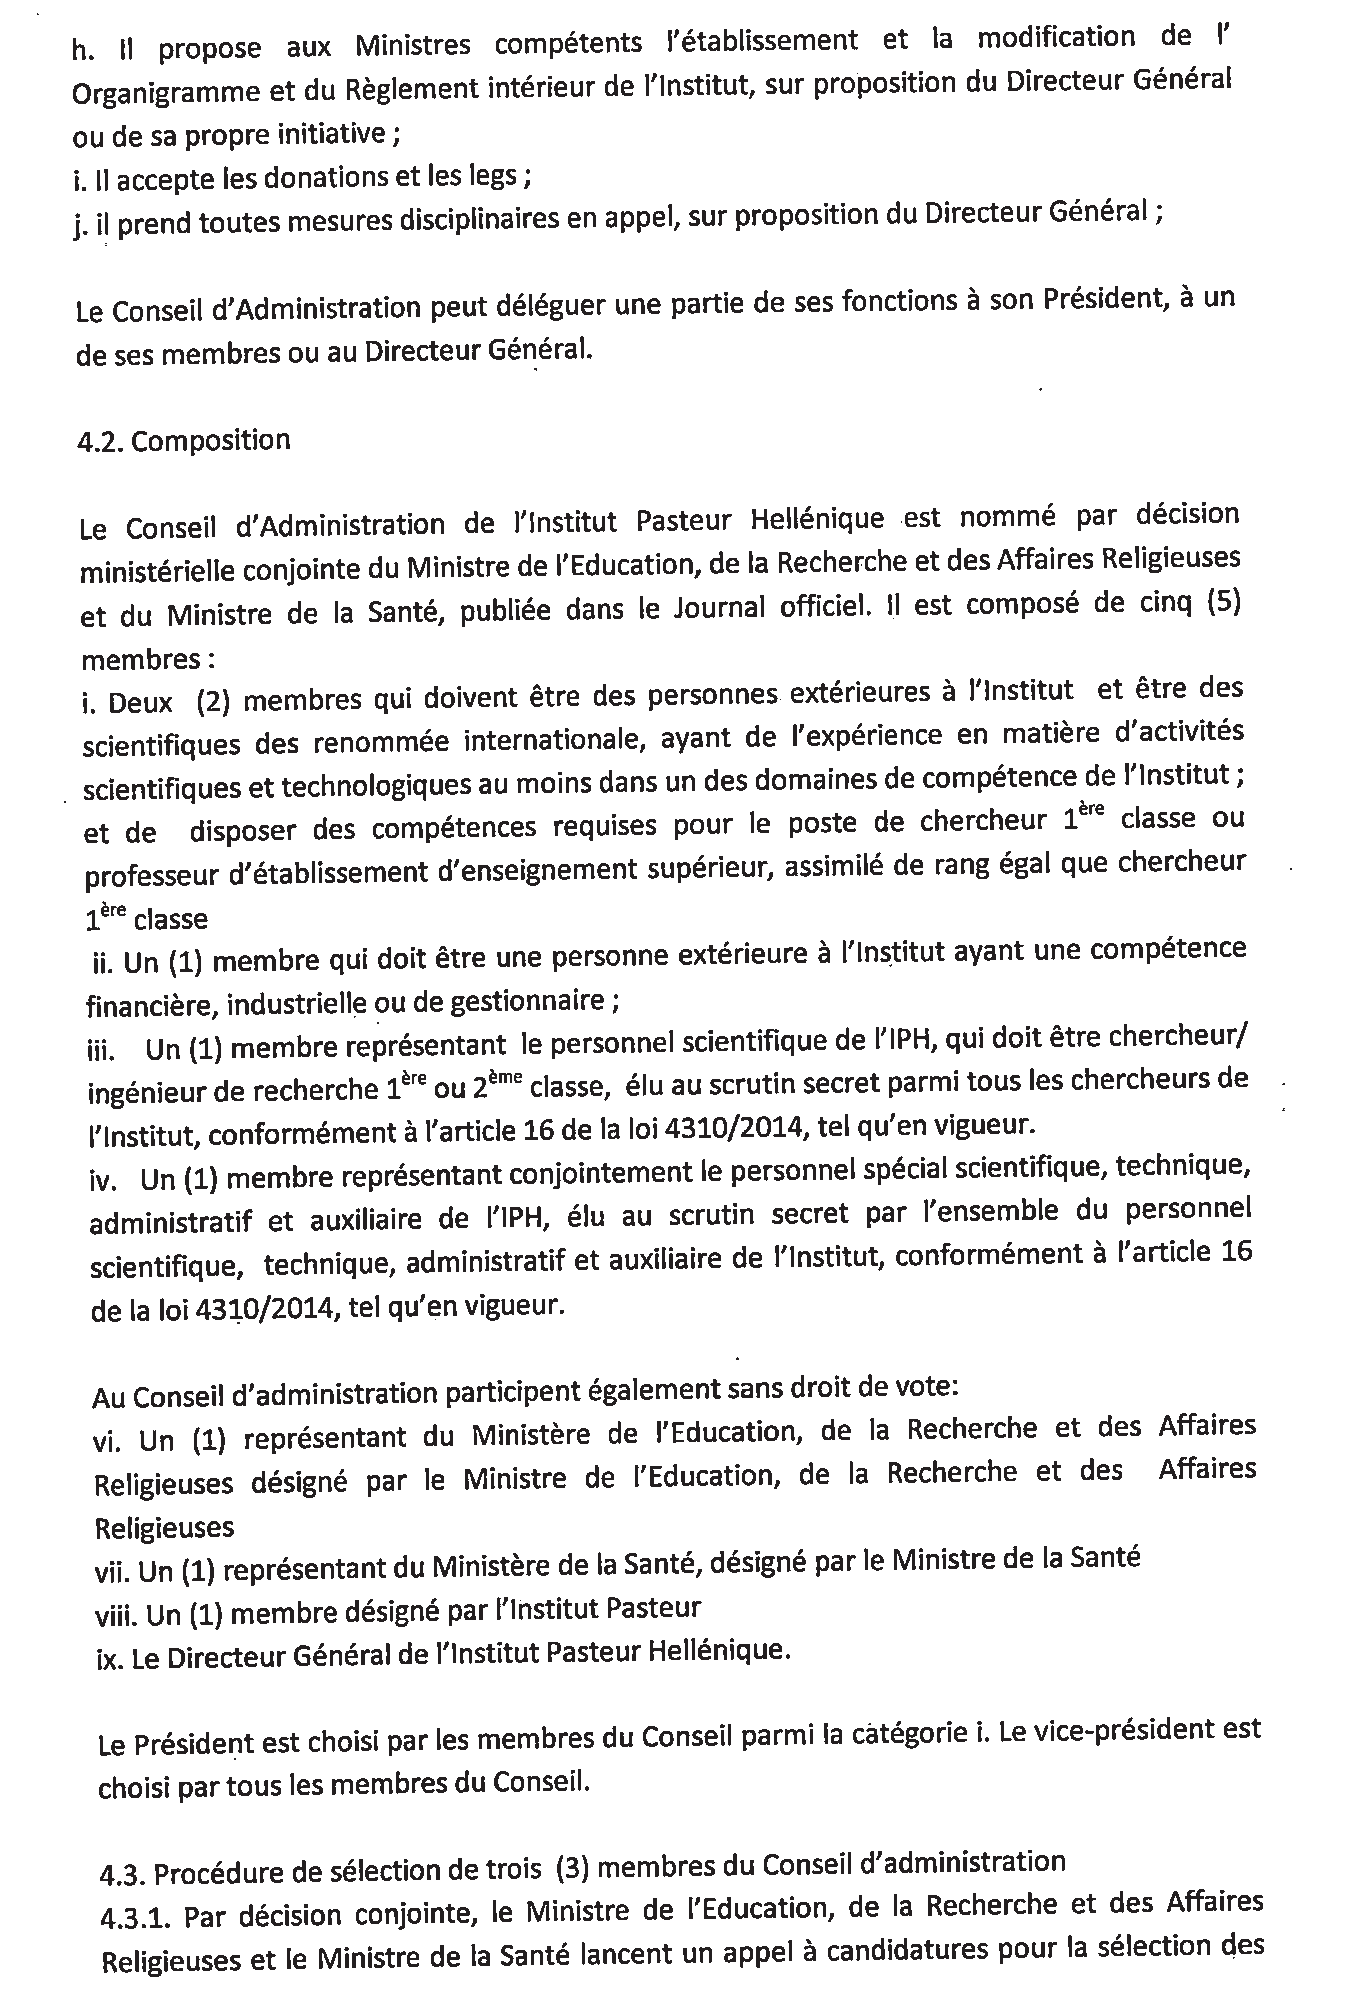 h. Il propose aux Ministres compétents l'établissement et la modification de l'
Organigramme et du Règlement intérieur de l'Institut, sur proposition du Directeur Général
ou de sa propre initiative ;
i. Il accepte les donations et les legs ;
j. il prend toutes mesures disciplinaires en appel, sur proposition du Directeur Général ;
Le Conseil d'Administration peut déléguer une partie de ses fonctions à son Président, à un
de ses membres ou au Directeur Général.
4.2. Composition
Le Conseil d'Administration de l'Institut Pasteur Hellénique est nommé par décision
ministérielle conjointe du Ministre de l'Education, de la Recherche et des Affaires Religieuses
et du Ministre de la Santé, publiée dans le Journal officiel. Il est composé de cinq (5)
membres :
i. Deux (2) membres qui doivent être des personnes extérieures à l'Institut et être des
scientifiques des renommée internationale, ayant de l'expérience en matière d'activités
scientifiques et technologiques au moins dans un des domaines de compétence de l'Institut ;
et de disposer des compétences requises pour le poste de chercheur 1ère classe ou
professeur d'établissement d'enseignement supérieur, assimilé de rang égal que chercheur
1ère classe
ii. Un (1) membre qui doit être une personne extérieure à l'Institut ayant une compétence
financière, industrielle ou de gestionnaire ;
iii. Un (1) membre représentant le personnel scientifique de l'IPH, qui doit être chercheur/
ingénieur de recherche 1ère ou 2ème classe, élu au scrutin secret parmi tous les chercheurs de
l'Institut, conformément à l'article 16 de la loi 4310/2014, tel qu'en vigueur.
iv. Un (1) membre représentant conjointement le personnel spécial scientifique, technique,
administratif et auxiliaire de l'IPH, élu au scrutin secret par l'ensemble du personnel
scientifique, technique, administratif et auxiliaire de l'Institut, conformément à l'article 16
de la loi 4310/2014, tel qu'en vigueur.
Au Conseil d'administration participent également sans droit de vote:
vi. Un (1) représentant du Ministère de l'Education, de la Recherche et des Affaires
Religieuses désigné par le Ministre de l'Education, de la Recherche et des Affaires
Religieuses
vii. Un (1) représentant du Ministère de la Santé, désigné par le Ministre de la Santé
viii. Un (1) membre désigné par l'Institut Pasteur
ix. Le Directeur Général de l'Institut Pasteur Hellénique.
Le Président est choisi par les membres du Conseil parmi la catégorie i. Le vice-président est
choisi par tous les membres du Conseil.
4.3. Procédure de sélection de trois (3) membres du Conseil d'administration
4.3.1. Par décision conjointe, le Ministre de l'Education, de la Recherche et des Affaires
Religieuses et le Ministre de la Santé lancent un appel à candidatures pour la sélection des